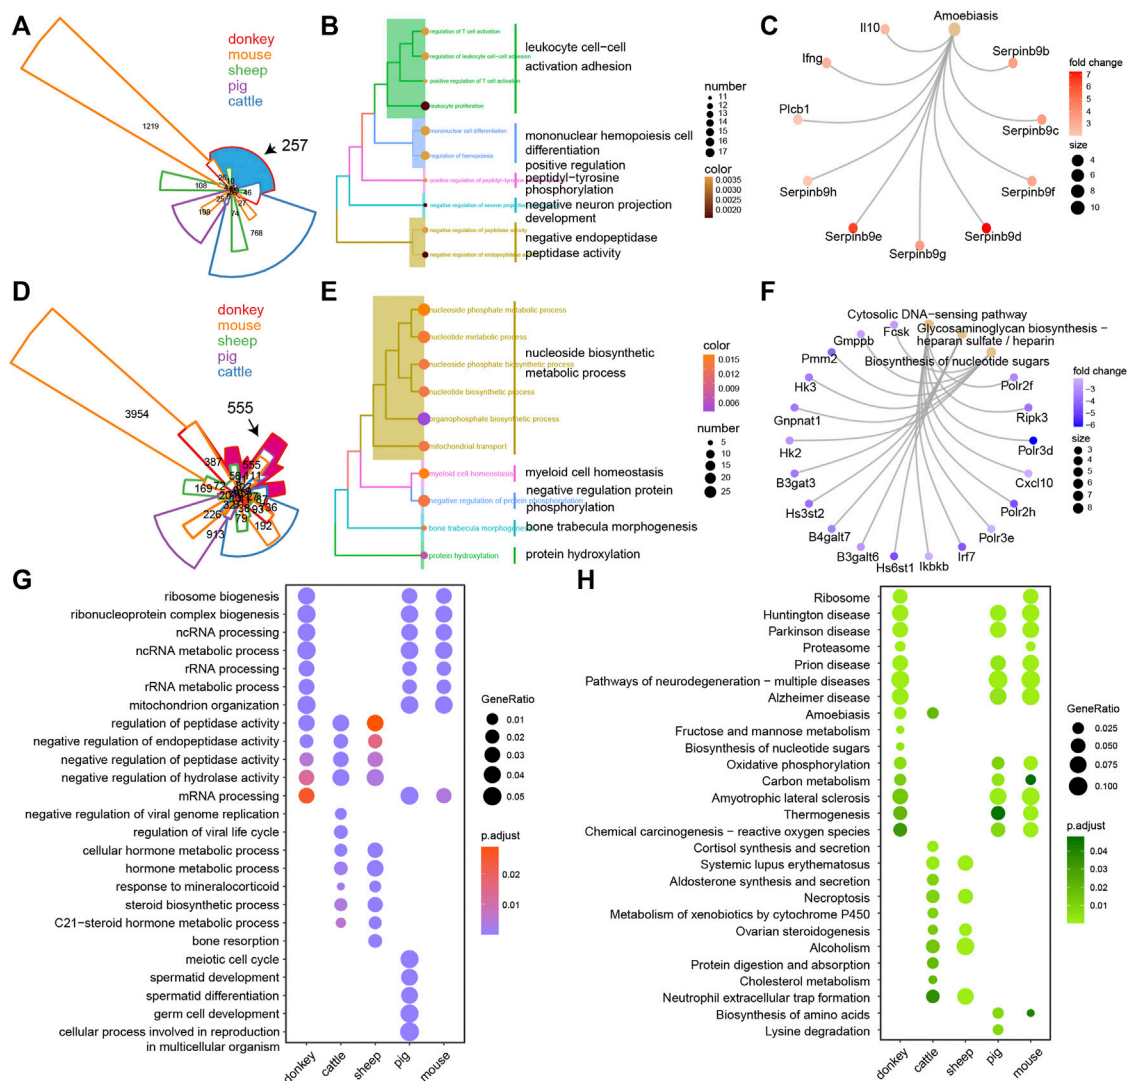 A
donkey
mouse
sheep
pig
cattle
1219
257
108
25
10
46
25
27
199
74
768
B
regulation of T cell activation
regulation of leukocyte cell−cell adhesion
positive regulation of T cell activation
leukocyte proliferation
mononuclear cell differentiation
regulation of hemopoiesis
positive regulation of peptidyl−tyrosine
negative regulation of neuron projection
negative regulation of peptidase activity
negative regulation of endopeptidase activity
leukocyte cell−cell
activation adhesion
mononuclear hemopoiesis cell
differentiation
positive regulation
peptidyl−tyrosine
phosphorylation
negative neuron projection
development
negative endopeptidase
peptidase activity
number
11
12
13
14
15
16
17
color
0.0035
0.0030
0.0025
0.0020
C
Amoebiasis
Il10
Ifng
Plcb1
Serpinb9h
Serpinb9e
Serpinb9g
Serpinb9d
Serpinb9f
Serpinb9c
Serpinb9b
fold change
7
6
5
4
3
size
4
6
8
10
D
donkey
mouse
sheep
pig
cattle
3954
555
387
555
111
169
226
913
79
93
36
192
E
nucleoside phosphate metabolic process
nucleotide metabolic process
nucleoside phosphate biosynthetic process
nucleotide biosynthetic process
organophosphate biosynthetic process
mitochondrial transport
myeloid cell homeostasis
negative regulation of protein phosphorylation
bone trabecula morphogenesis
protein hydroxylation
nucleoside biosynthetic
metabolic process
myeloid cell homeostasis
negative regulation protein
phosphorylation
bone trabecula morphogenesis
protein hydroxylation
color
0.015
0.012
0.009
0.006
number
5
10
15
20
25
F
Cytosolic DNA−sensing pathway
Glycosaminoglycan biosynthesis −
heparan sulfate / heparin
Biosynthesis of nucleotide sugars
Fcsk
Gmppb
Pmm2
Hk3
Gnpnat1
Hk2
B3gat3
Hs3st2
B4galt7
B3galt6
Hs6st1
Ikbkb
Irf7
Polr3e
Polr2h
Cxcl10
Polr3d
Ripk3
Polr2f
fold change
−3
−4
−5
−6
size
3
4
5
6
7
8
G
ribosome biogenesis
ribonucleoprotein complex biogenesis
ncRNA processing
ncRNA metabolic process
rRNA processing
rRNA metabolic process
mitochondrion organization
regulation of peptidase activity
negative regulation of endopeptidase activity
negative regulation of peptidase activity
negative regulation of hydrolase activity
mRNA processing
negative regulation of viral genome replication
regulation of viral life cycle
cellular hormone metabolic process
hormone metabolic process
response to mineralocorticoid
steroid biosynthetic process
C21−steroid hormone metabolic process
bone resorption
meiotic cell cycle
spermatid development
spermatid differentiation
germ cell development
cellular process involved in reproduction
in multicellular organism
donkey
cattle
sheep
pig
mouse
GeneRatio
0.01
0.02
0.03
0.04
0.05
p.adjust
0.02
0.01
H
Ribosome
Huntington disease
Parkinson disease
Proteasome
Prion disease
Pathways of neurodegeneration − multiple diseases
Alzheimer disease
Amoebiasis
Fructose and mannose metabolism
Biosynthesis of nucleotide sugars
Oxidative phosphorylation
Carbon metabolism
Amyotrophic lateral sclerosis
Thermogenesis
Chemical carcinogenesis − reactive oxygen species
Cortisol synthesis and secretion
Systemic lupus erythematosus
Aldosterone synthesis and secretion
Necroptosis
Metabolism of xenobiotics by cytochrome P450
Ovarian steroidogenesis
Alcoholism
Protein digestion and absorption
Cholesterol metabolism
Neutrophil extracellular trap formation
Biosynthesis of amino acids
Lysine degradation
donkey
cattle
sheep
pig
mouse
GeneRatio
0.025
0.050
0.075
0.100
p.adjust
0.04
0.03
0.02
0.01